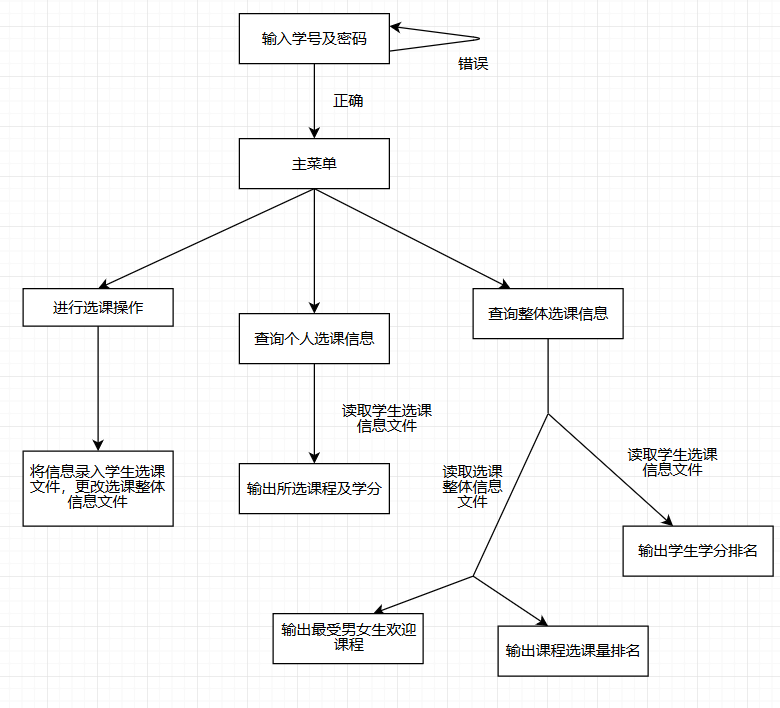 输入学号及密码
错误
正确
主菜单
进行选课操作
查询个人选课信息
查询整体选课信息
读取学生选课
信息文件
将信息录入学生选课
文件，更改选课整体
信息文件
输出所选课程及学分
读取选课
整体信息
文件
读取学生选课
信息文件
输出学生学分排名
输出最受男女生欢迎
课程
输出课程选课量排名